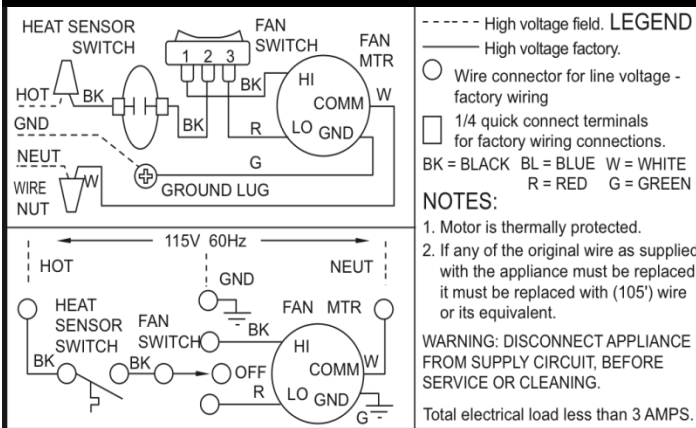 HEAT SENSOR
SWITCH
FAN
SWITCH
FAN
MTR
1 2 3
HI
COMM
LO GND
HOT
BK
BK
BK
R
W
GND
G
GROUND LUG
NEUT
WIRE
NUT
W
115V 60Hz
HOT
GND
NEUT
HEAT
SENSOR
SWITCH
FAN
SWITCH
FAN MTR
BK
HI
BK
BK
OFF
COMM
W
R
LO GND
G
High voltage field. LEGEND
High voltage factory.
Wire connector for line voltage -
factory wiring
1/4 quick connect terminals
for factory wiring connections.
BK = BLACK BL = BLUE W = WHITE
R = RED G = GREEN
NOTES:
1. Motor is thermally protected.
2. If any of the original wire as supplied
with the appliance must be replaced
it must be replaced with (105') wire
or its equivalent.
WARNING: DISCONNECT APPLIANCE
FROM SUPPLY CIRCUIT, BEFORE
SERVICE OR CLEANING.
Total electrical load less than 3 AMPS.